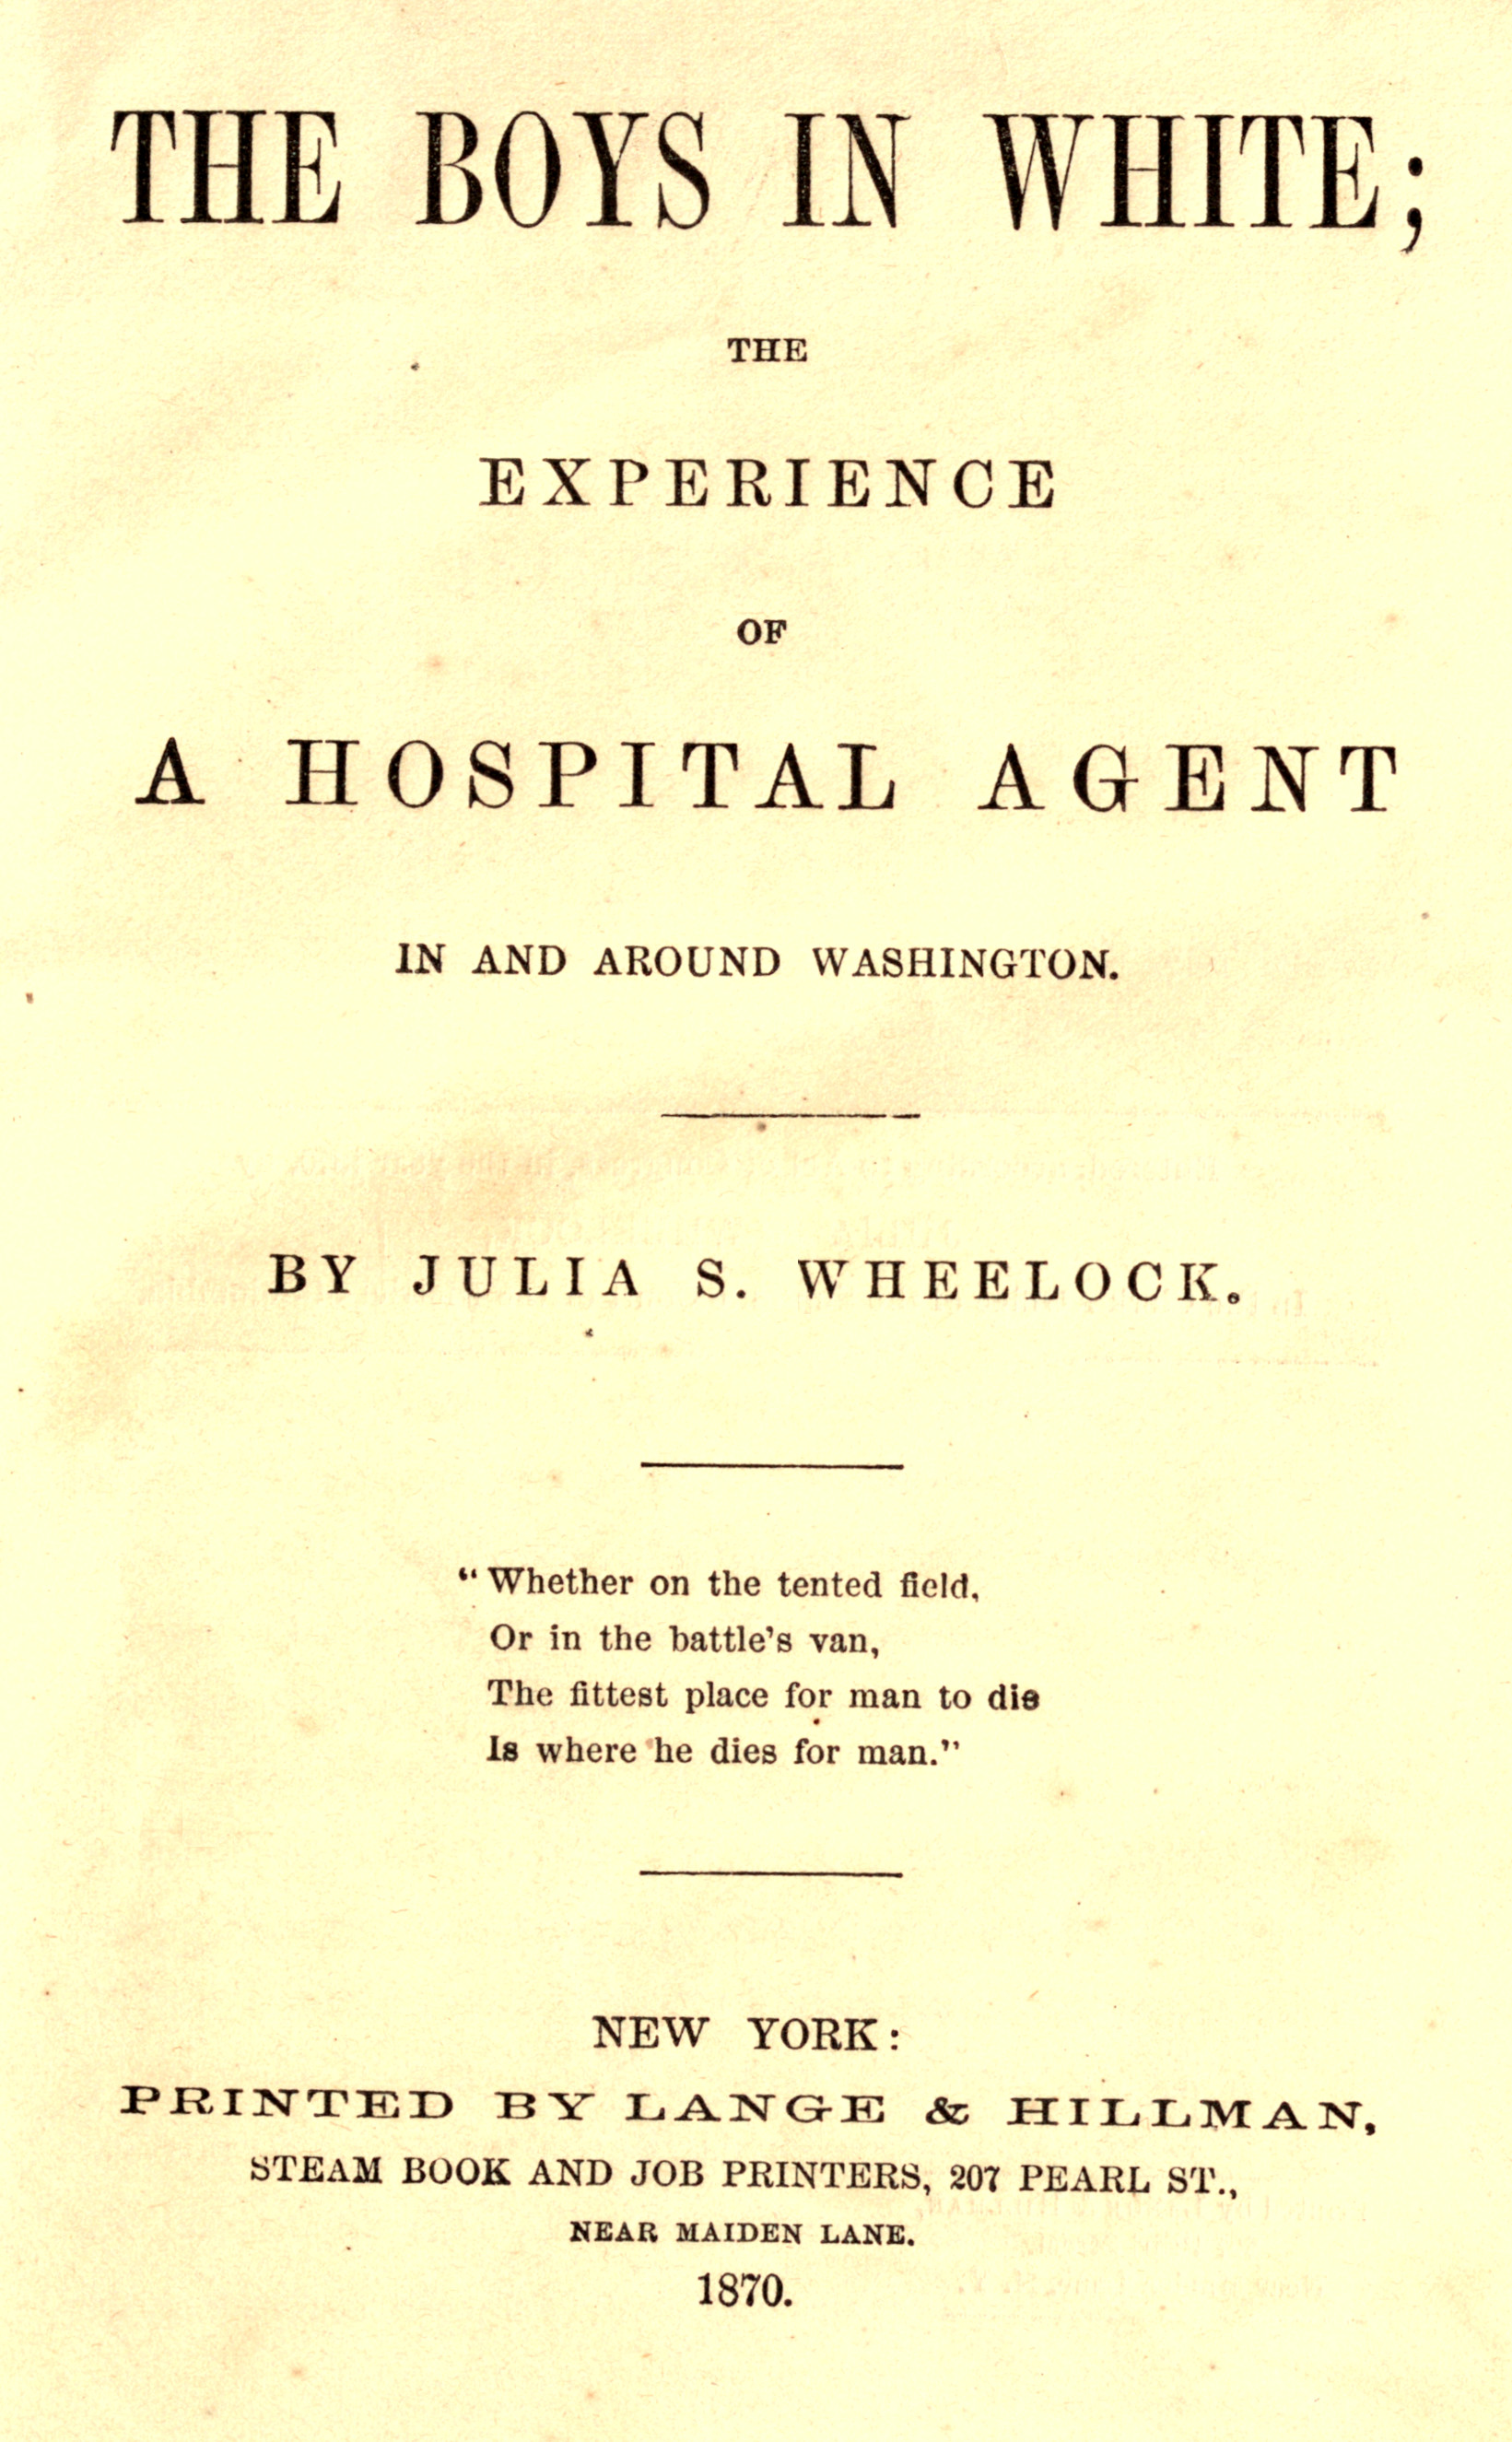 THE BOYS IN WHITE;
THE
EXPERIENCE
OF
A HOSPITAL AGENT
IN AND AROUND WASHINGTON.
BY JULIA S. WHEELOCK.
“Whether on the tented field,
Or in the battle’s van,
The fittest place for man to die
Is where he dies for man.”
NEW YORK:
PRINTED BY LANGE & HILLMAN,
STEAM BOOK AND JOB PRINTERS, 207 PEARL ST.,
NEAR MAIDEN LANE.
1870.